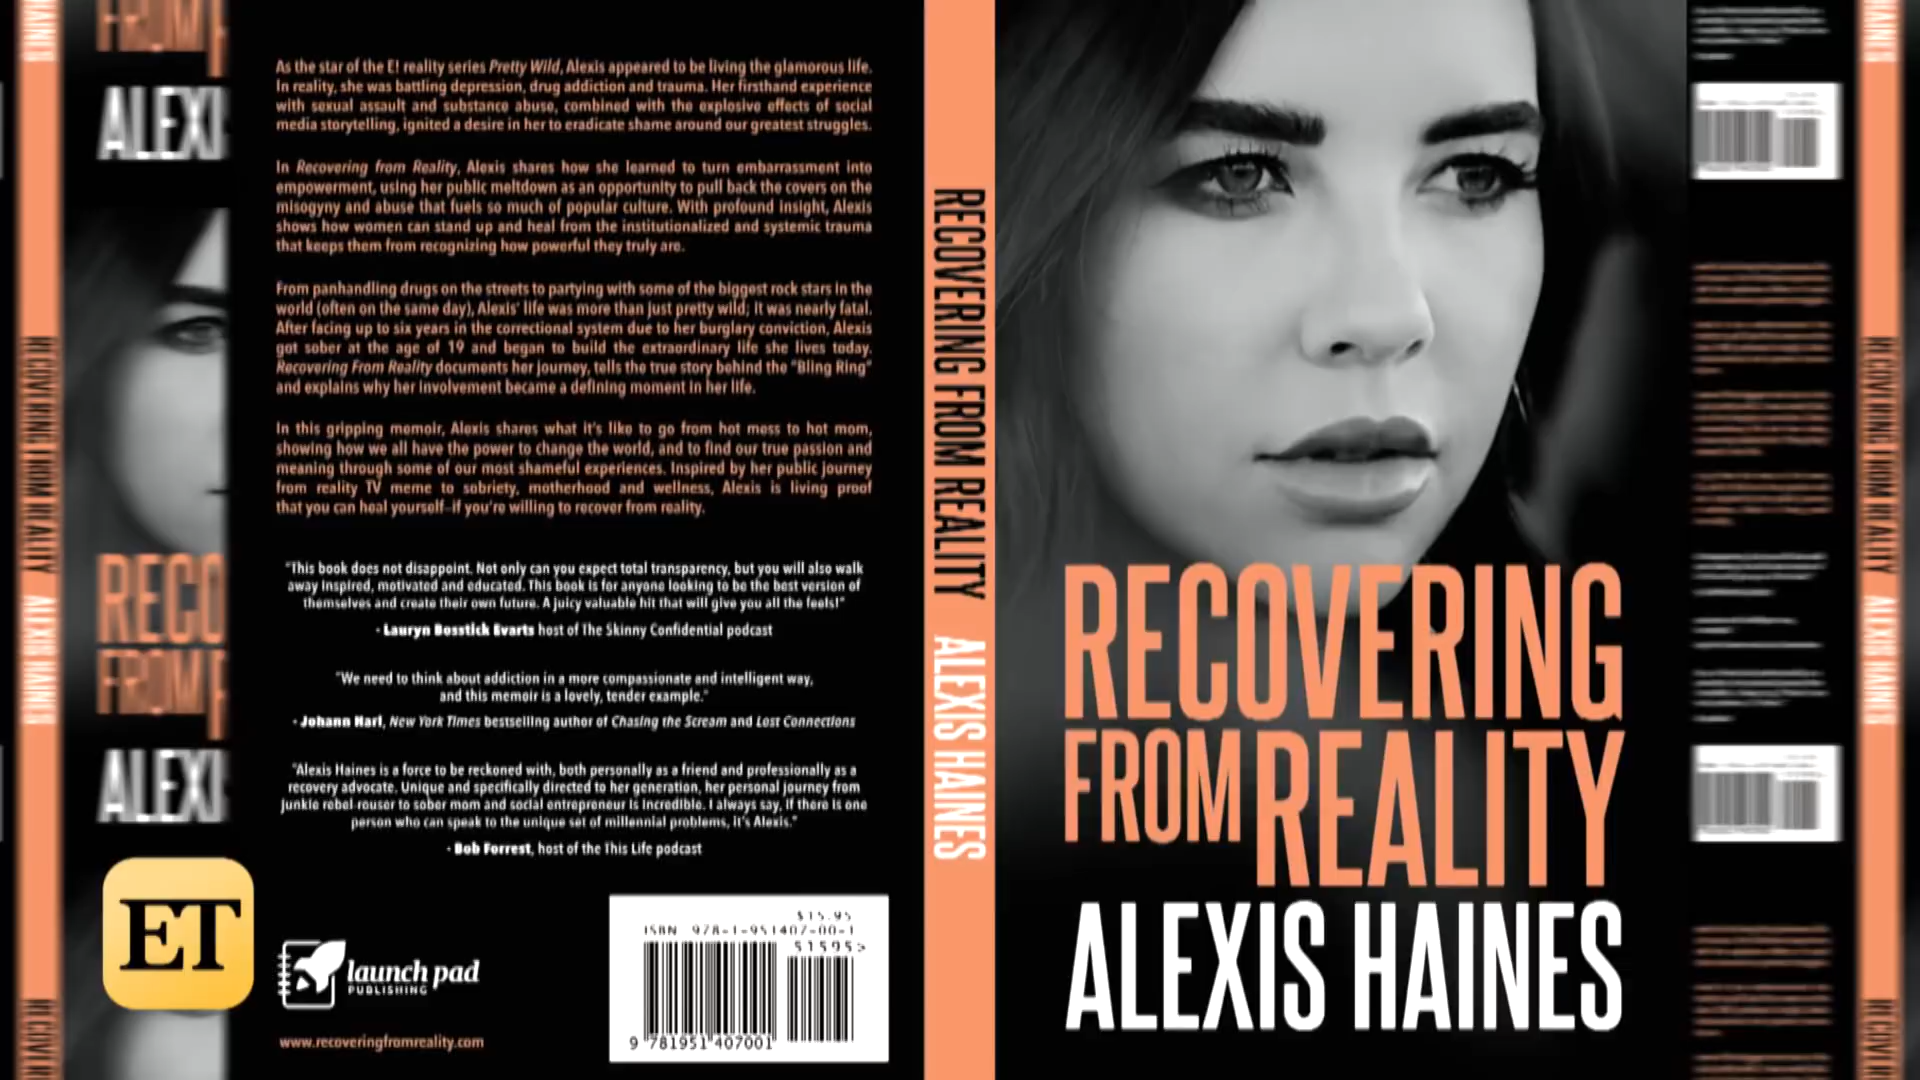 As the star of the E! reality series Pretty Wild, Alexis appeared to be living the glamorous life.
In reality, she was battling depression, drug addiction and trauma. Her firsthand experience
with sexual assault and substance abuse, combined with the explosive effects of social
media storytelling, ignited a desire in her to eradicate shame around our greatest struggles.
In Recovering from Reality, Alexis shares how she learned to turn embarrassment into
empowerment, using her public meltdown as an opportunity to pull back the covers on the
misogyny and abuse that fuels so much of popular culture. With profound insight, Alexis
shows how women can stand up and heal from the institutionalized and systemic trauma
that keeps them from recognizing how powerful they truly are.
From panhandling drugs on the streets to partying with some of the biggest rock stars in the
world (often on the same day), Alexis' life was more than just pretty wild; it was nearly fatal.
After facing up to six years in the correctional system due to her burglary conviction, Alexis
got sober at the age of 19 and began to build the extraordinary life she lives today.
Recovering From Reality documents her journey, tells the true story behind the "Bling Ring"
and explains why her involvement became a defining moment in her life.
In this gripping memoir, Alexis shares what it's like to go from hot mess to hot mom,
showing how we all have the power to change the world, and to find our true passion and
meaning through some of our most shameful experiences. Inspired by her public journey
from reality TV meme to sobriety, motherhood and wellness, Alexis is living proof
that you can heal yourself–if you're willing to recover from reality.
"This book does not disappoint. Not only can you expect total transparency, but you will also walk
away inspired, motivated and educated. This book is for anyone looking to be the best version of
themselves and create their own future. A juicy valuable hit that will give you all the feels!"
- Lauryn Bosstick Evarts host of The Skinny Confidential podcast
"We need to think about addiction in a more compassionate and intelligent way,
and this memoir is a lovely, tender example."
- Johann Hari, New York Times bestselling author of Chasing the Scream and Lost Connections
"Alexis Haines is a force to be reckoned with, both personally as a friend and professionally as a
recovery advocate. Unique and specifically directed to her generation, her personal journey from
junkie rebel-rouser to sober mom and social entrepreneur is incredible. I always say, if there is one
person who can speak to the unique set of millennial problems, it's Alexis."
- Bob Forrest, host of the This Life podcast
ET
launch pad
PUBLISHING
www.recoveringfromreality.com
$15.95
ISBN 978-1-951407-00-1
51595>
9 781951 407001
RECOVERING FROM REALITY ALEXIS HAINES
RECOVERING
FROM REALITY
ALEXIS HAINES
HAINES
FROM R
ALEXI
RECOVERING FROM REALITY ALEXIS HAINES
RECO
FROM R
ALEXI
RECOVERI
HAINES
RECOVERING FROM REALITY ALEXIS HAINES
RECOVERI